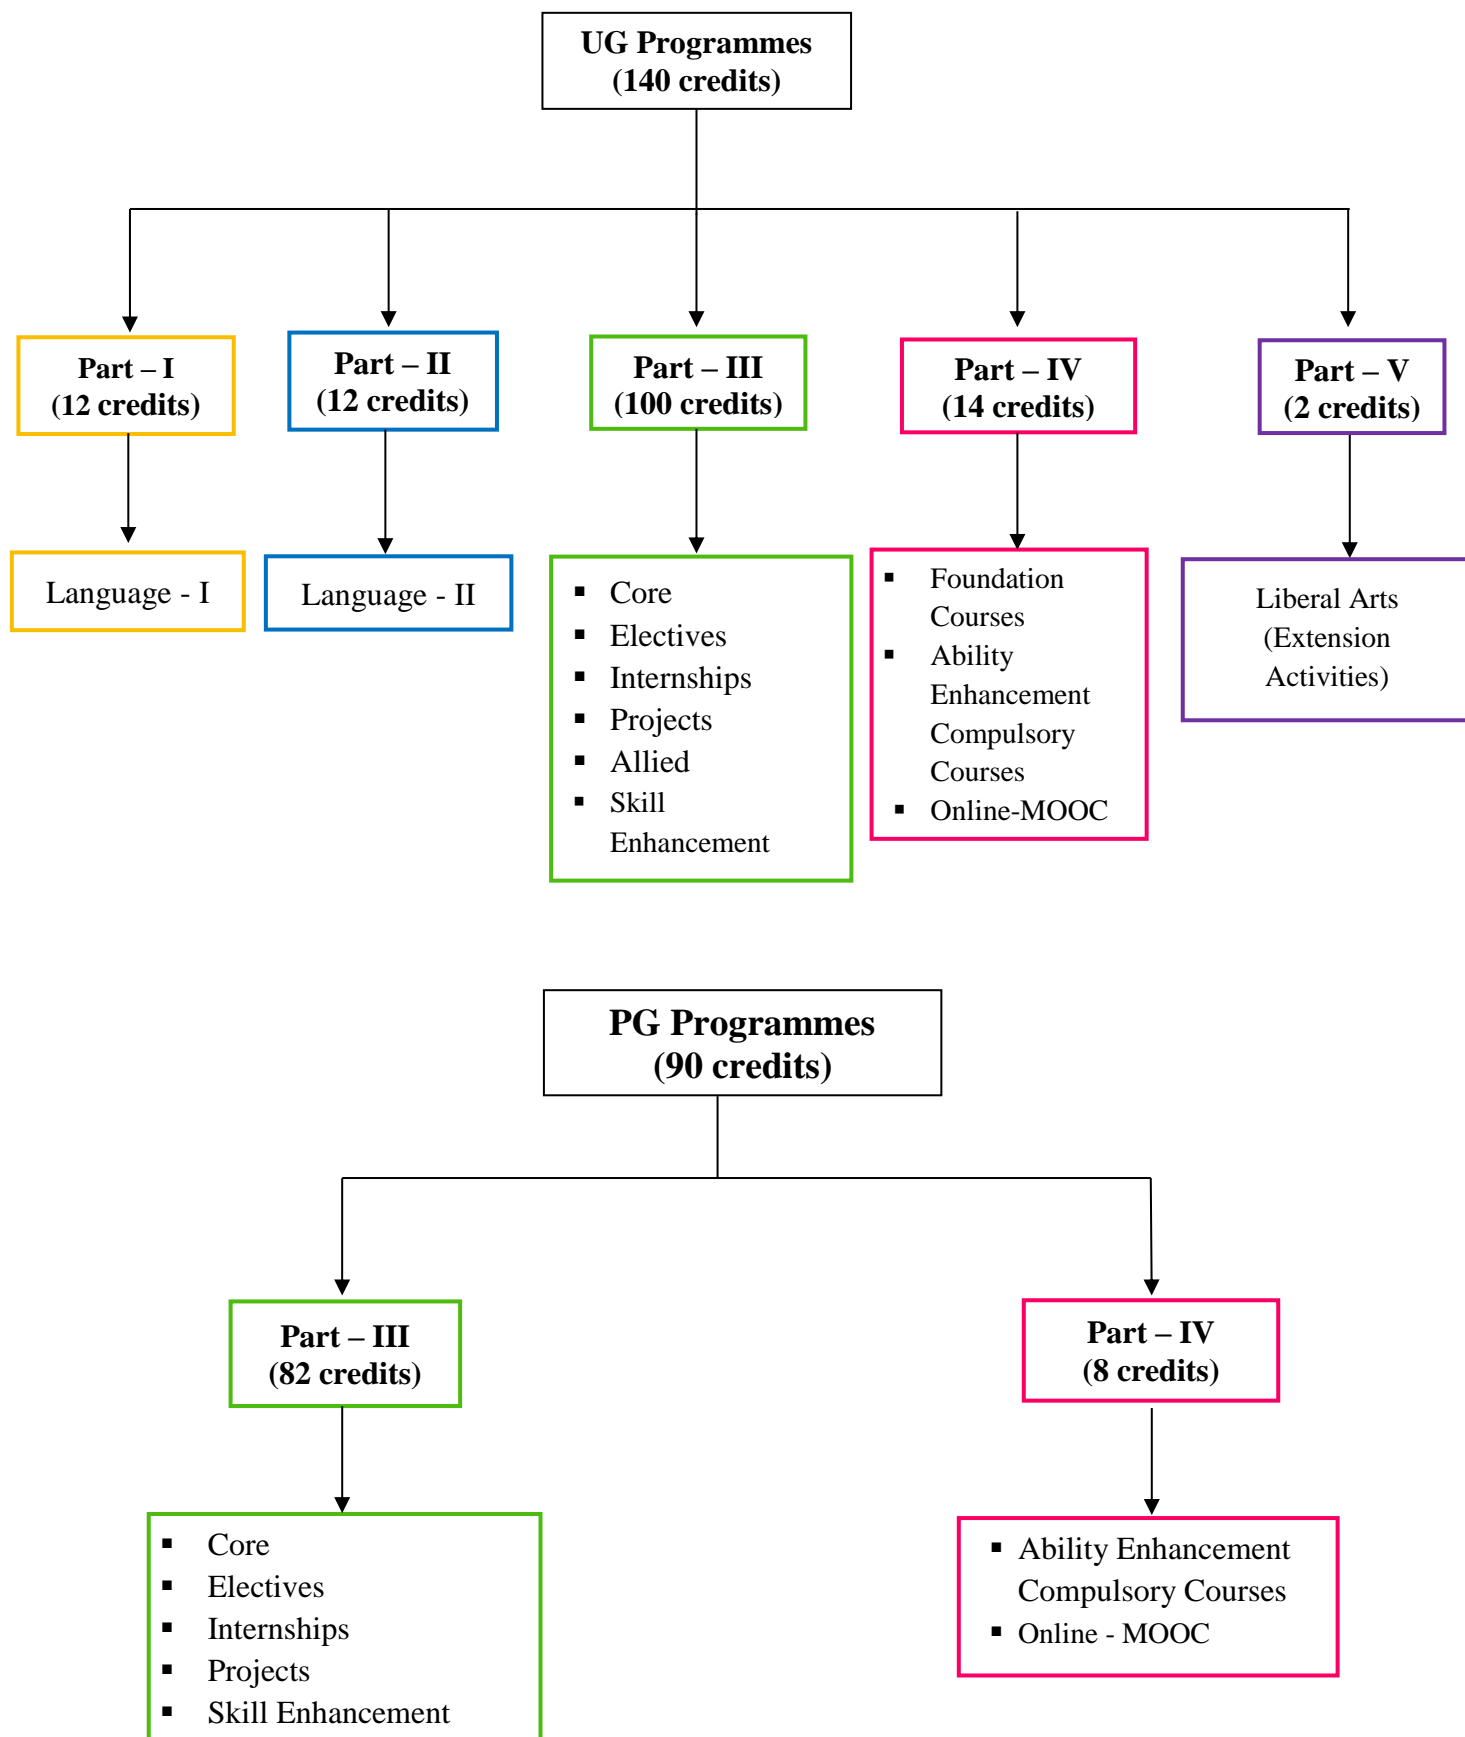 UG Programmes
(140 credits)
Part – I
(12 credits)
Part – II
(12 credits)
Part – III
(100 credits)
Part – IV
(14 credits)
Part – V
(2 credits)
Language - I
Language - II
▪ Core
▪ Electives
▪ Internships
▪ Projects
▪ Allied
▪ Skill
Enhancement
▪ Foundation
Courses
▪ Ability
Enhancement
Compulsory
Courses
▪ Online-MOOC
Liberal Arts
(Extension
Activities)
PG Programmes
(90 credits)
Part – III
(82 credits)
Part – IV
(8 credits)
▪ Core
▪ Electives
▪ Internships
▪ Projects
▪ Skill Enhancement
▪ Ability Enhancement
Compulsory Courses
▪ Online - MOOC